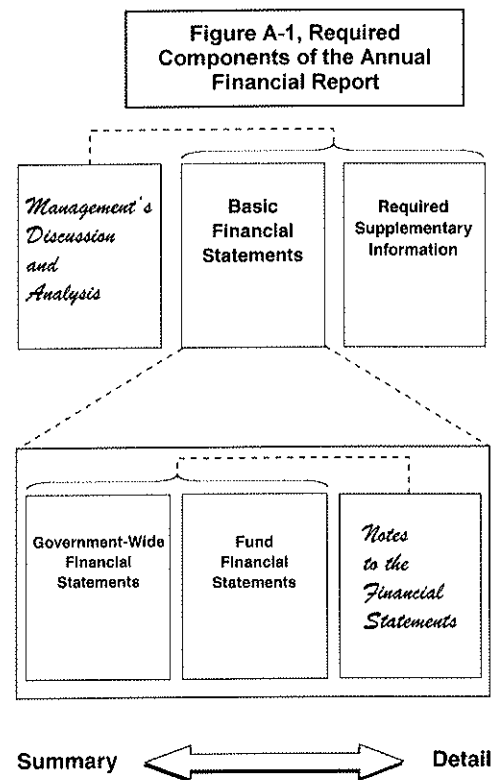 Figure A-1, Required
Components of the Annual
Financial Report
Management's
Discussion
and
Analysis
Basic
Financial
Statements
Required
Supplementary
Information
Government-Wide
Financial
Statements
Fund
Financial
Statements
Notes
to the
Financial
Statements
Summary
Detail